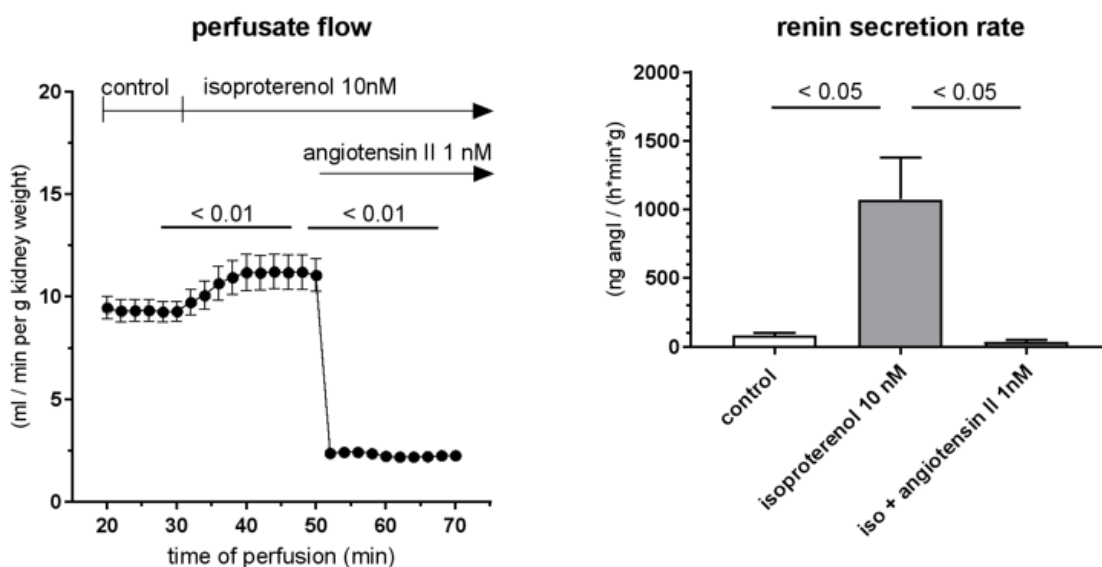 perfusate flow
control
isoproterenol 10nM
angiotensin II 1 nM
< 0.01
< 0.01
20
15
10
5
0
(ml / min per g kidney weight)
20 30 40 50 60 70
time of perfusion (min)
renin secretion rate
< 0.05
< 0.05
2000
1500
1000
500
0
(ng angI / (h*min*g)
control
isoproterenol 10 nM
iso + angiotensin II 1nM